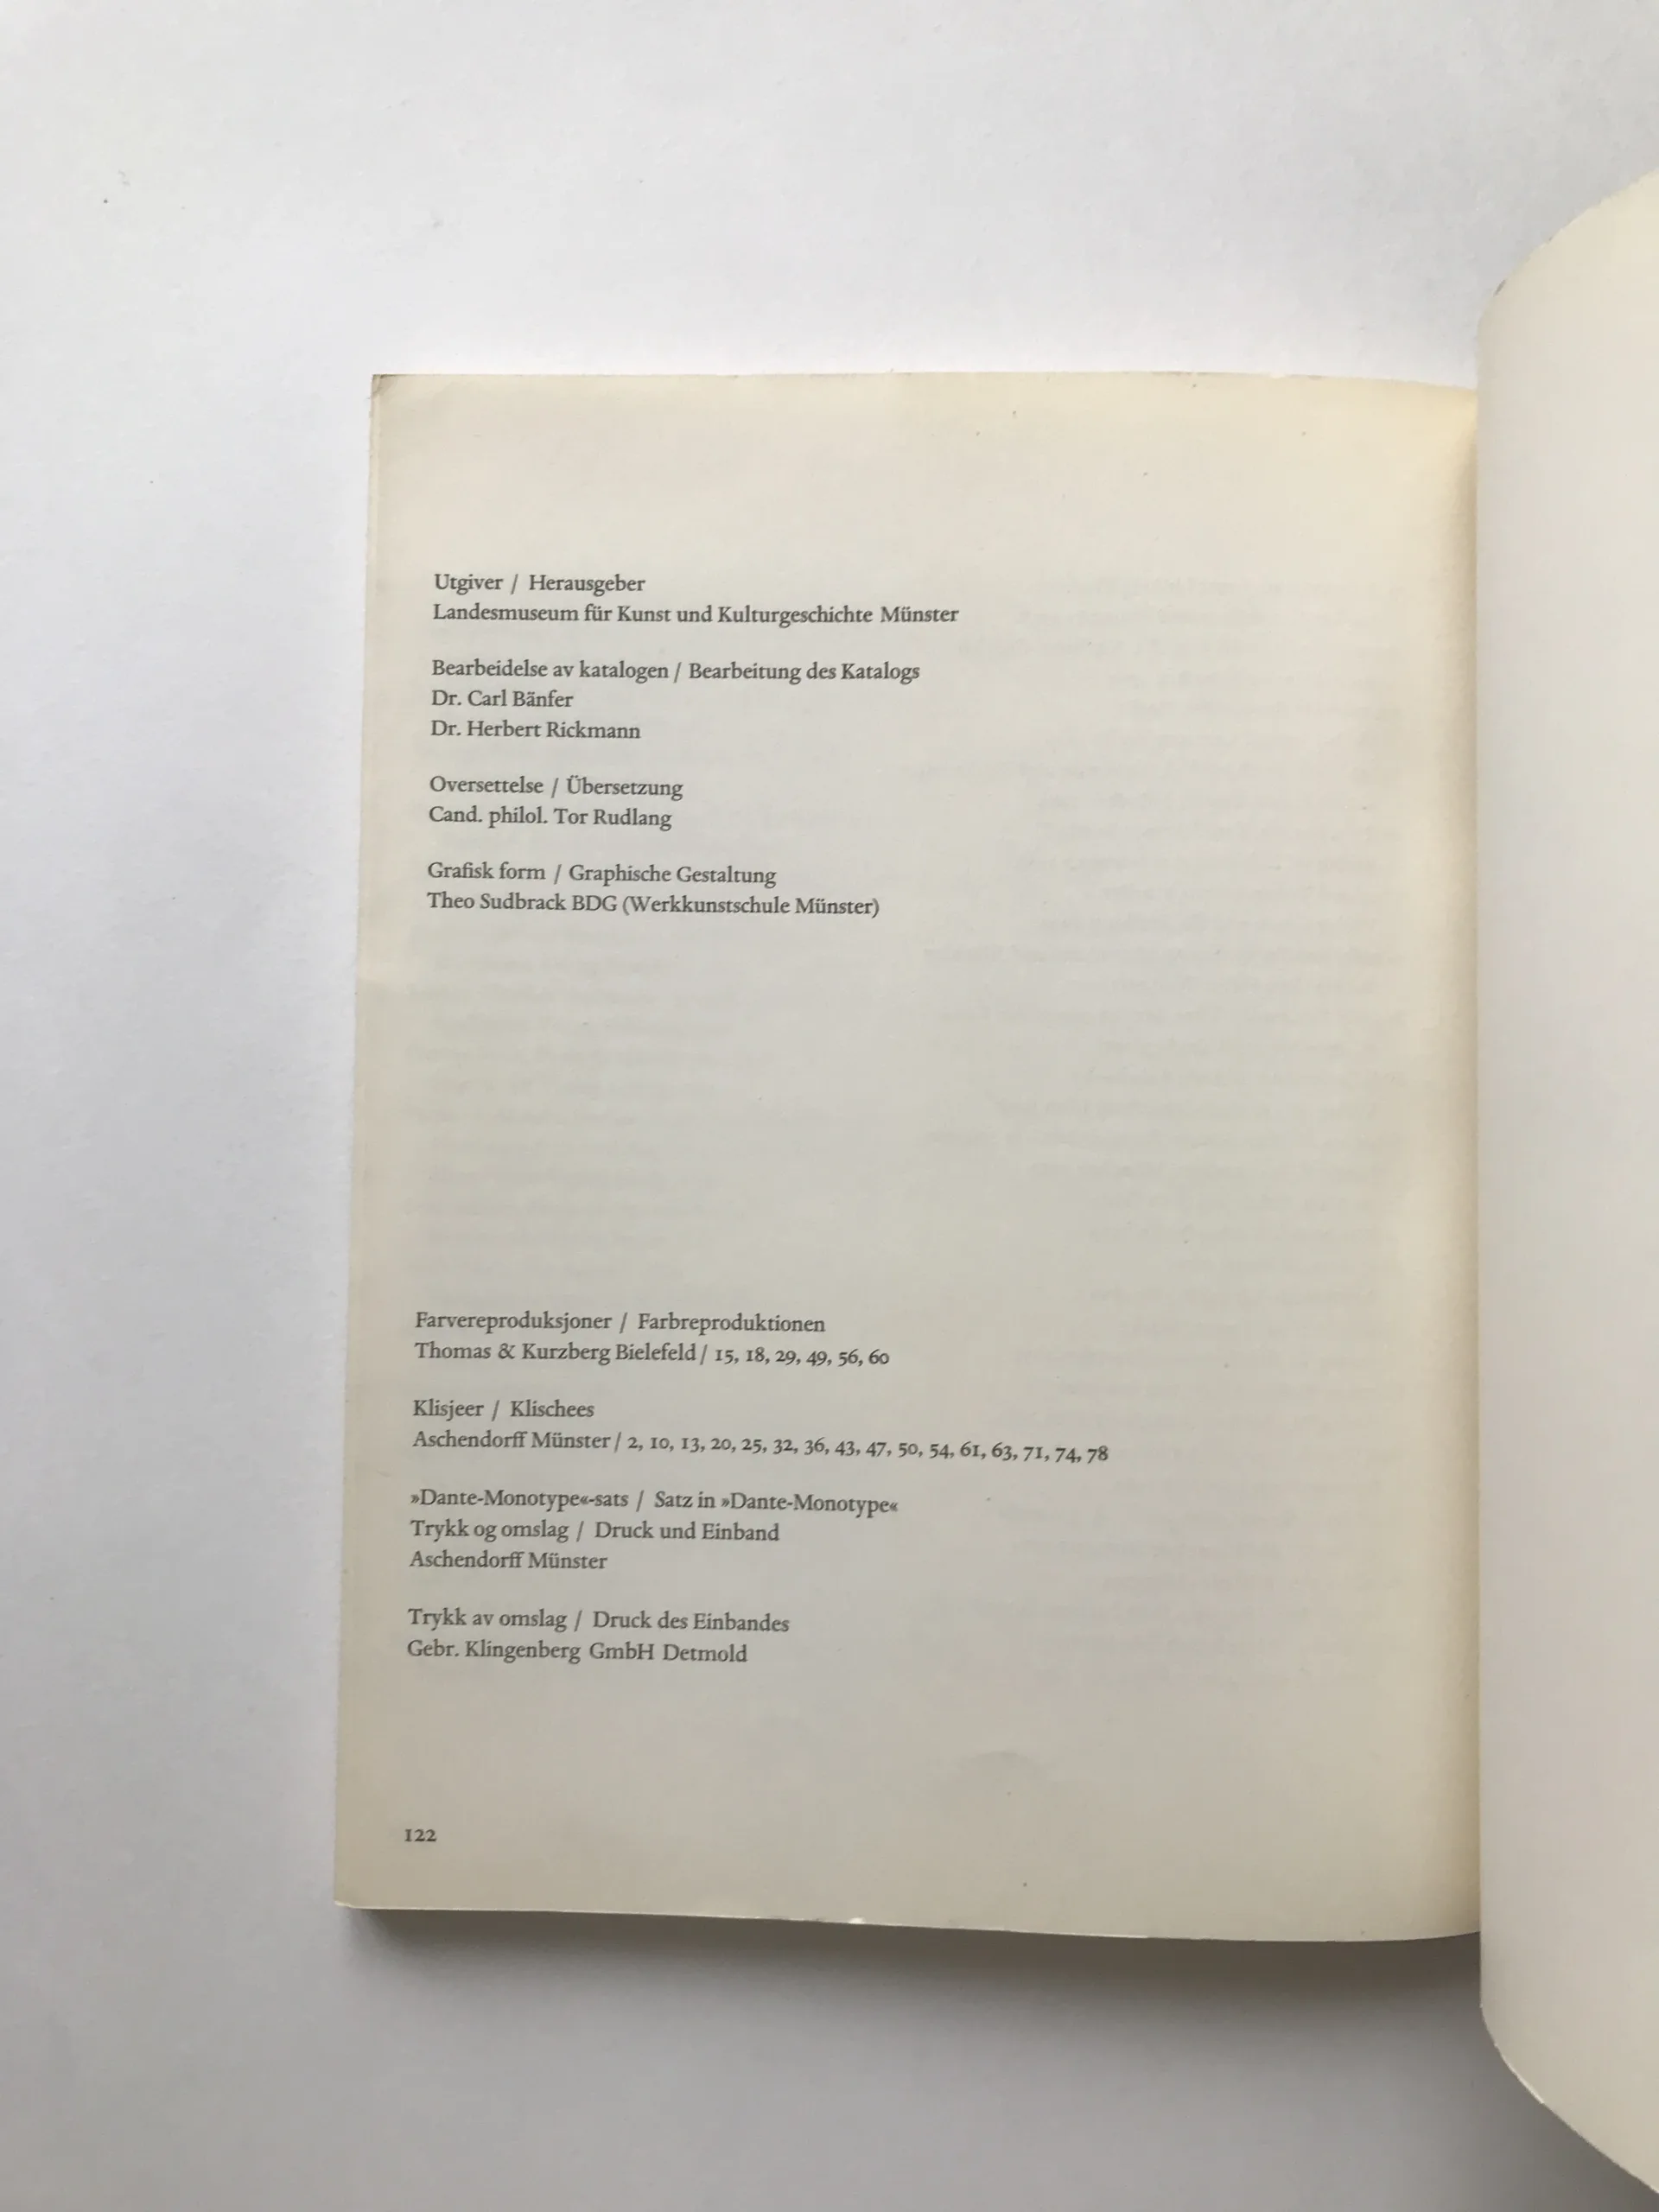 Utgiver / Herausgeber
Landesmuseum für Kunst und Kulturgeschichte Münster
Bearbeidelse av katalogen / Bearbeitung des Katalogs
Dr. Carl Bänfer
Dr. Herbert Rickmann
Oversettelse / Übersetzung
Cand. philol. Tor Rudlang
Grafisk form / Graphische Gestaltung
Theo Sudbrack BDG (Werkkunstschule Münster)
Farvereproduksjoner / Farbreproduktionen
Thomas & Kurzberg Bielefeld / 15, 18, 29, 49, 56, 60
Klisjeer / Klischees
Aschendorff Münster / 2, 10, 13, 20, 25, 32, 36, 43, 47, 50, 54, 61, 63, 71, 74, 78
»Dante-Monotype«-sats / Satz in »Dante-Monotype«
Trykk og omslag / Druck und Einband
Aschendorff Münster
Trykk av omslag / Druck des Einbandes
Gebr. Klingenberg GmbH Detmold
122